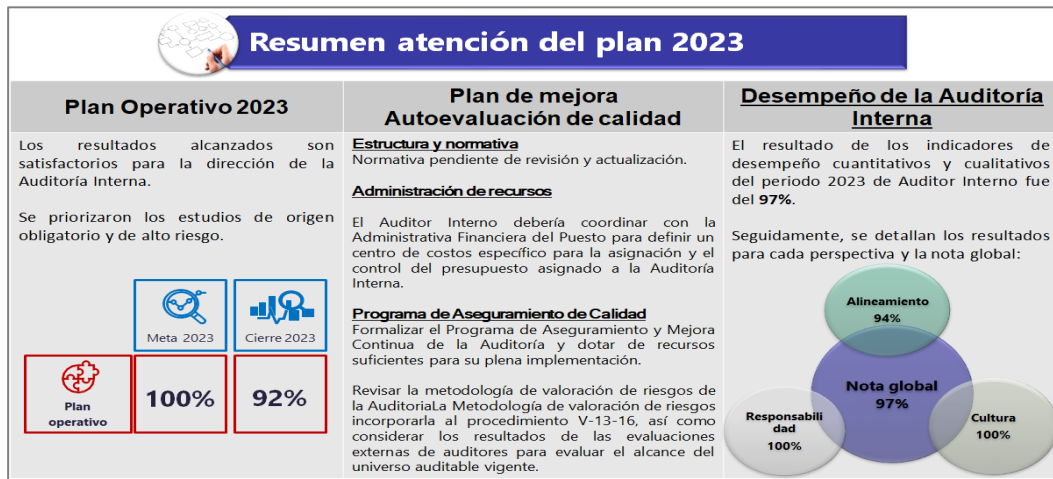 Resumen atención del plan 2023
Plan Operativo 2023
Los resultados alcanzados son
satisfactorios para la dirección de la
Auditoría Interna.
Se priorizaron los estudios de origen
obligatorio y de alto riesgo.
Meta 2023
Cierre 2023
Plan
operativo
100%
92%
Plan de mejora
Autoevaluación de calidad
Estructura y normativa
Normativa pendiente de revisión y actualización.
Administración de recursos
El Auditor Interno debería coordinar con la
Administrativa Financiera del Puesto para definir un
centro de costos específico para la asignación y el
control del presupuesto asignado a la Auditoría
Interna.
Programa de Aseguramiento de Calidad
Formalizar el Programa de Aseguramiento y Mejora
Continua de la Auditoría y dotar de recursos
suficientes para su plena implementación.
Revisar la metodología de valoración de riesgos de
la AuditoriaLa Metodología de valoración de riesgos
incorporarla al procedimiento V-13-16, así como
considerar los resultados de las evaluaciones
externas de auditores para evaluar el alcance del
universo auditable vigente.
Desempeño de la Auditoría
Interna
El resultado de los indicadores de
desempeño cuantitativos y cualitativos
del periodo 2023 de Auditor Interno fue
del 97%.
Seguidamente, se detallan los resultados
para cada perspectiva y la nota global:
Alineamiento
94%
Nota global
97%
Responsabili
dad
100%
Cultura
100%